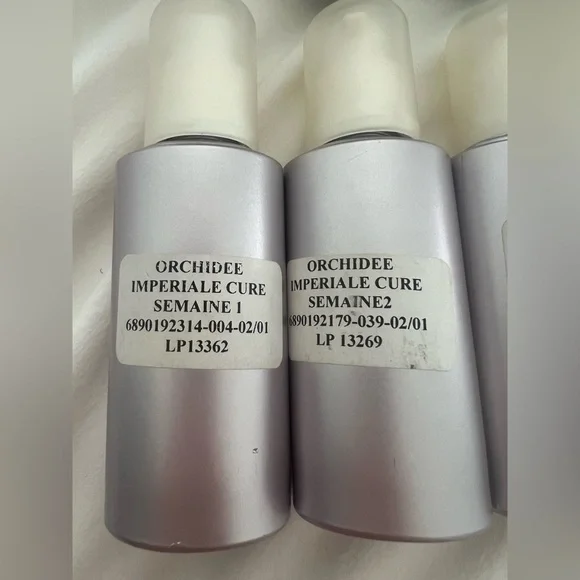 ORCHIDEE
IMPERIALE CURE
SEMAINE 1
6890192314-004-02/01
LP13362
ORCHIDEE
IMPERIALE CURE
SEMAINE2
6890192179-039-02/01
LP 13269